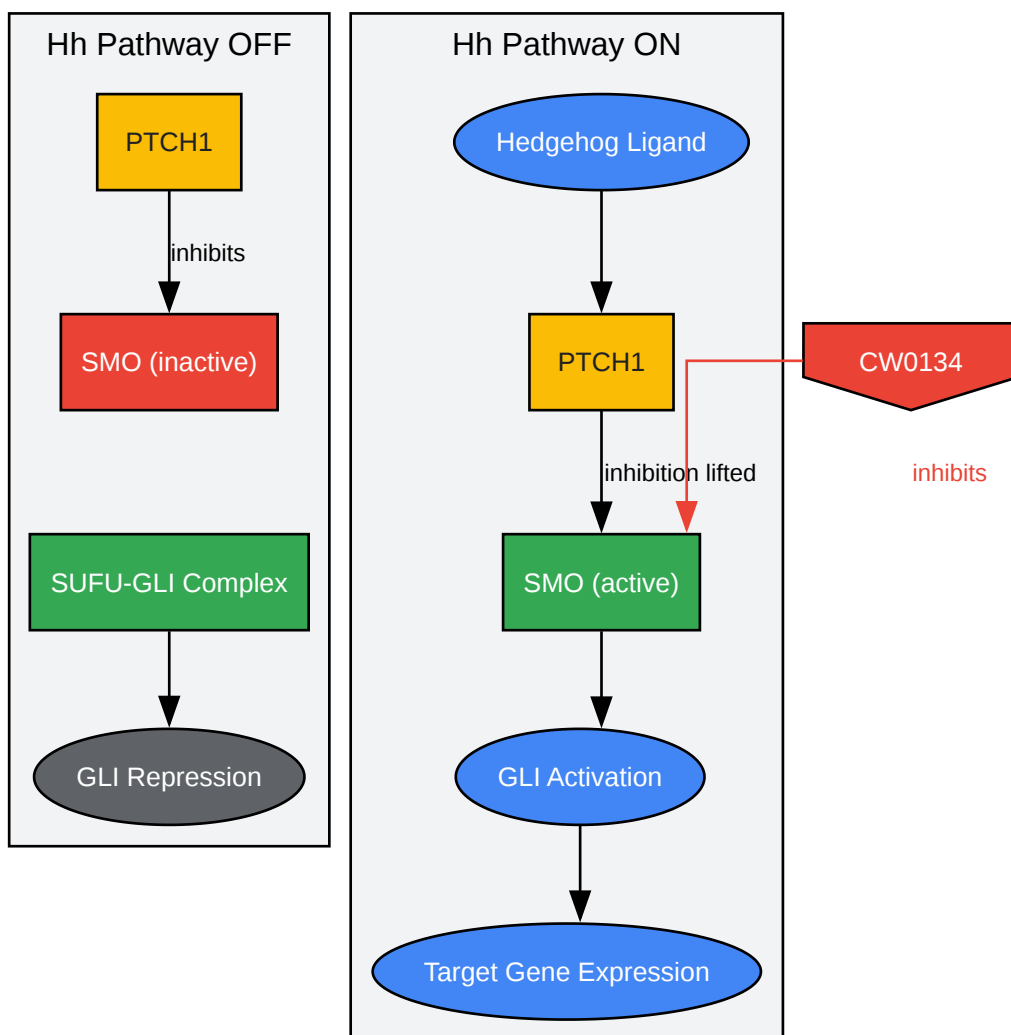 Hh Pathway OFF
PTCH1
inhibits
SMO (inactive)
SUFU-GLI Complex
GLI Repression
Hh Pathway ON
Hedgehog Ligand
PTCH1
inhibition lifted
SMO (active)
GLI Activation
Target Gene Expression
CW0134
inhibits